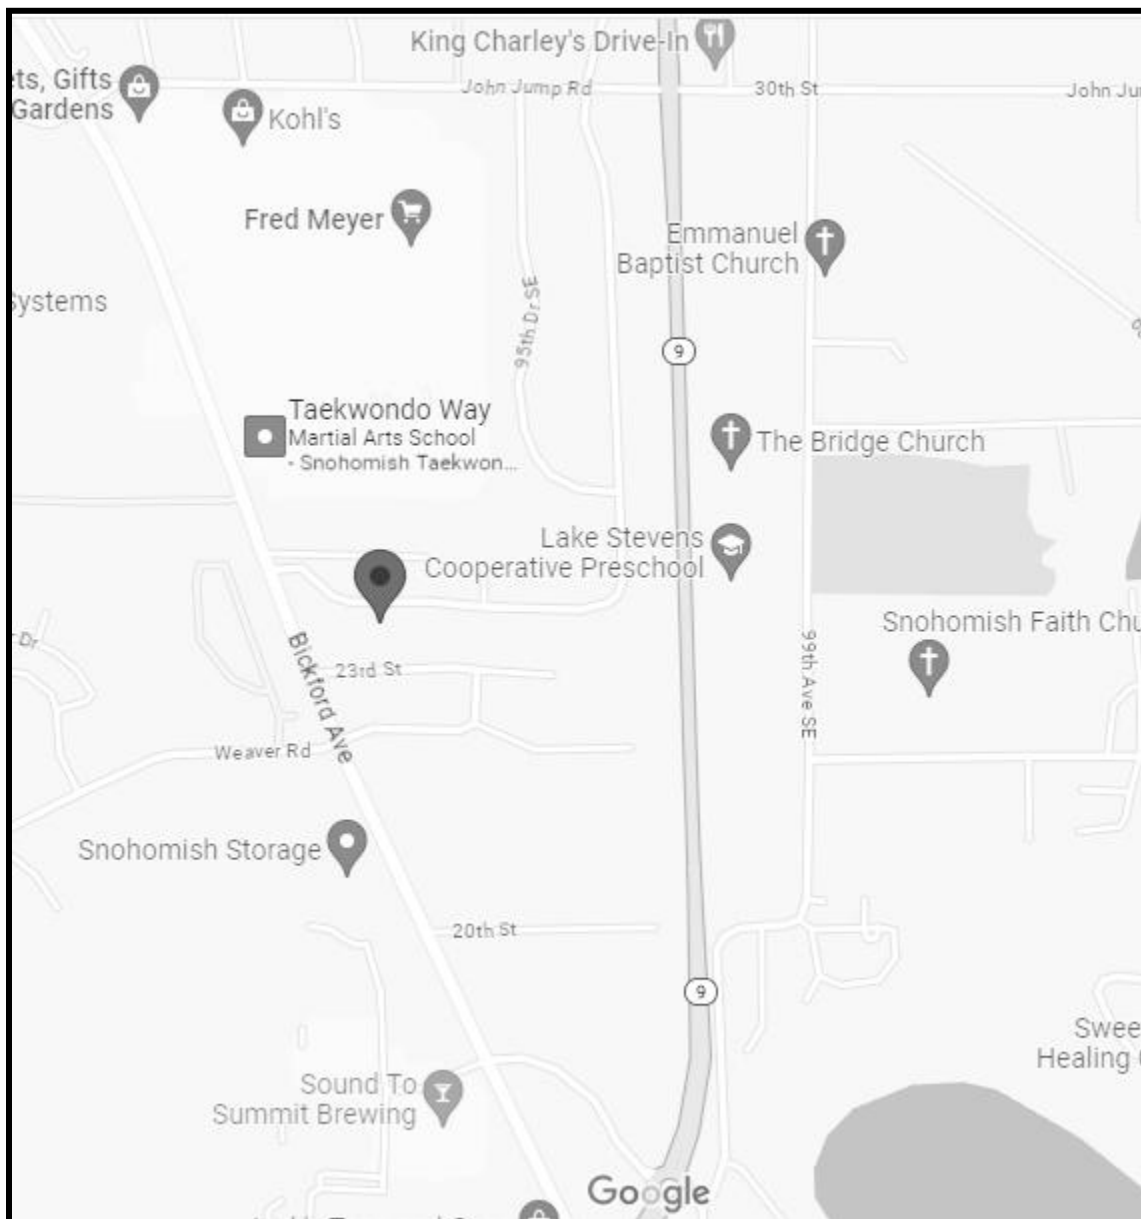 King Charley's Drive-In
ets, Gifts
Gardens
John Jump Rd
30th St
John Ju
Kohl's
Fred Meyer
Emmanuel
Baptist Church
Systems
95th Dr SE
9
Taekwondo Way
Martial Arts School
- Snohomish Taekwon...
The Bridge Church
Lake Stevens
Cooperative Preschool
Snohomish Faith Chu
r Dr
23rd St
Bickford Ave
99th Ave SE
Weaver Rd
Snohomish Storage
20th St
9
Swee
Healing
Sound To
Summit Brewing
Google